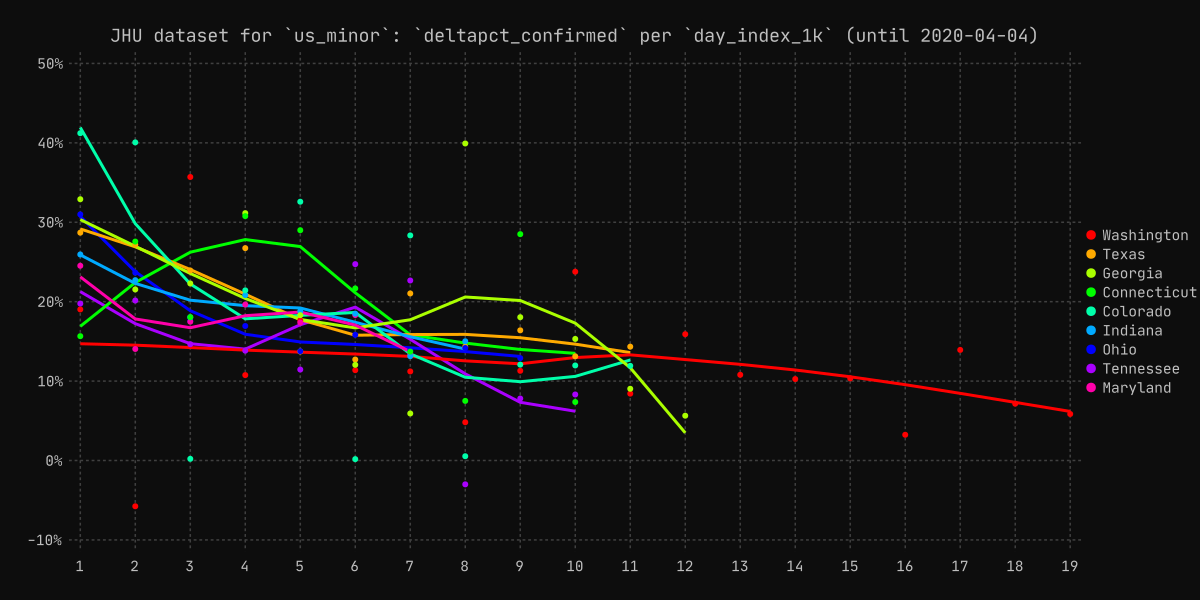 JHU dataset for `us_minor`: `deltapct_confirmed` per `day_index_1k` (until 2020-04-04)
50%
40%
30%
20%
10%
0%
-10%
1 2 3 4 5 6 7 8 9 10 11 12 13 14 15 16 17 18 19
Washington
Texas
Georgia
Connecticut
Colorado
Indiana
Ohio
Tennessee
Maryland